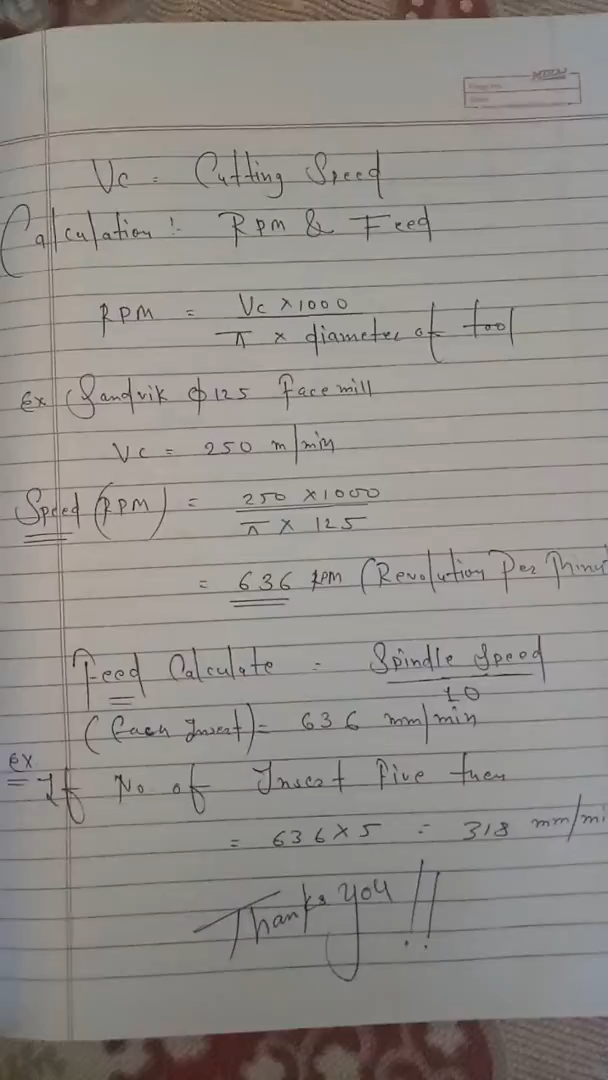 Vc = Cutting Speed
Calculation :- RPM & Feed
RPM = Vc x 1000
π x diameter of tool
Ex Sandvik ϕ 125 Face mill
Vc = 250 m/min
Speed (RPM) = 250 x 1000
π x 125
= 636 RPM (Revolution Per Minut
Feed Calculate = Spindle Speed
10
(Each Insert) = 636 mm/min
ex
If No of Insert Five then
= 636 x 5 = 318 mm/mi
Thanks you !!